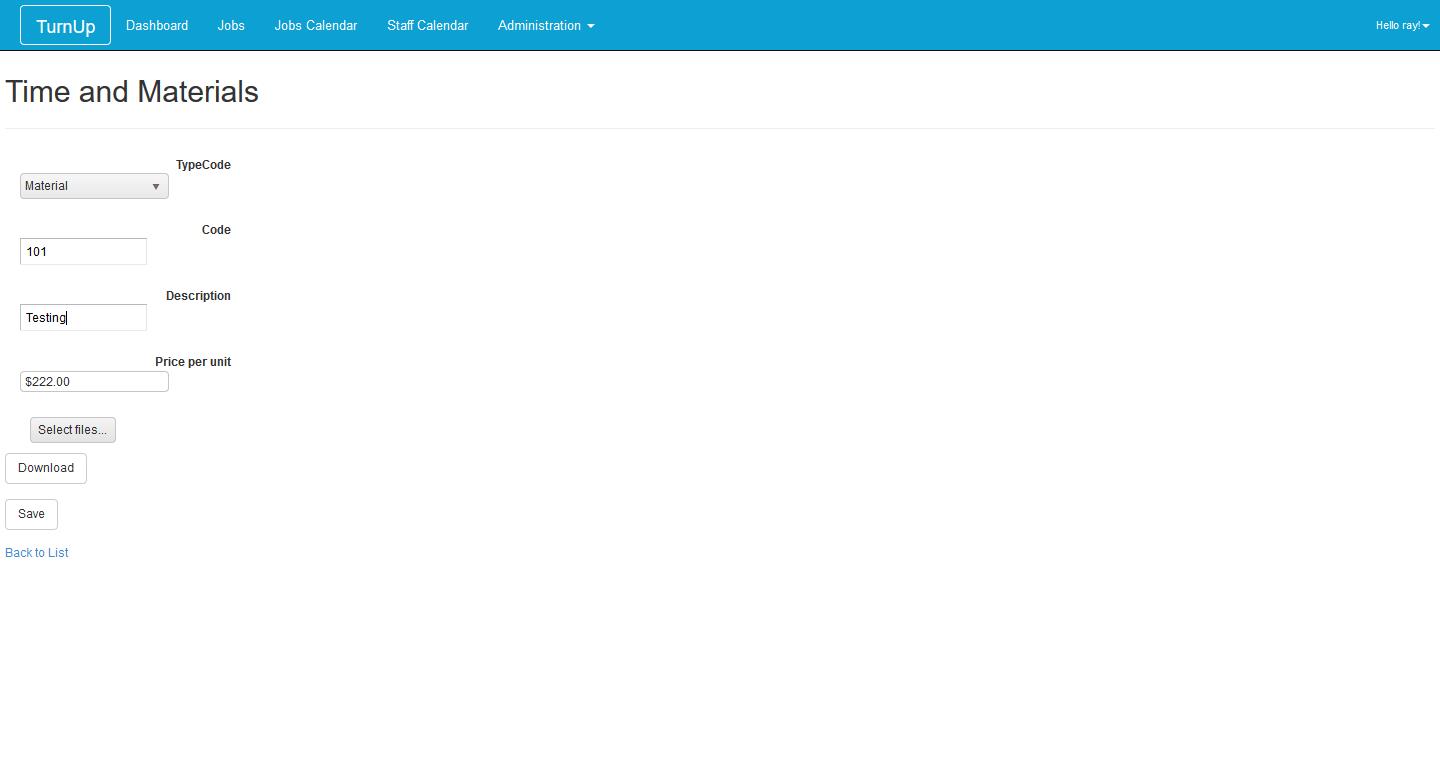 TurnUp Dashboard Jobs Jobs Calendar Staff Calendar Administration Hello ray!
Time and Materials
TypeCode
Material
Code
101
Description
Testing
Price per unit
$222.00
Select files...
Download
Save
Back to List